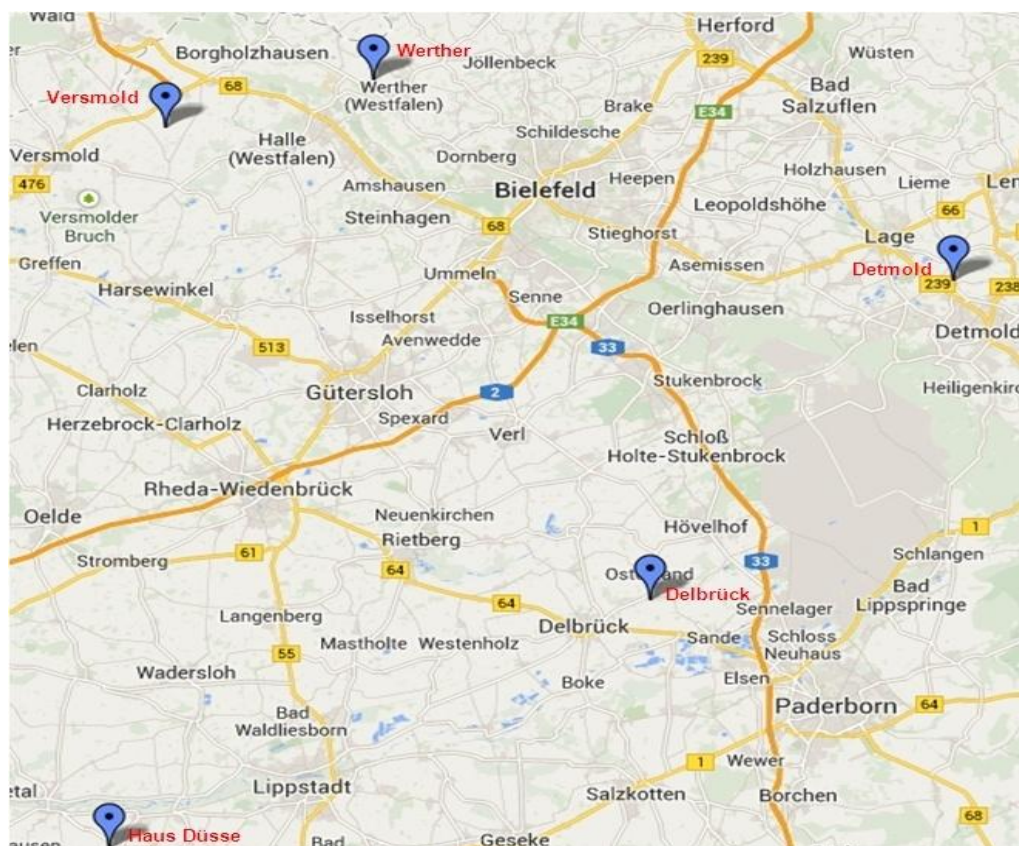 Wald
Borgholzhausen
Werther
Jöllenbeck
Herford
239
Wüsten
Versmold
68
Werther
(Westfalen)
Brake
E34
Bad
Salzuflen
Versmold
Halle
(Westfalen)
Schildesche
Dornberg
476
Amshausen
Bielefeld
Heepen
Holzhausen
Lieme
Versmolder
Bruch
Steinhagen
68
Stieghorst
Leopoldshöhe
66
Lage
Greffen
Ummeln
Asemissen
Detmold
239
238
Harsewinkel
Senne
Oerlinghausen
Isselhorst
E34
Detmold
513
Avenwedde
33
Clarholz
Gütersloh
2
Stukenbrock
Herzebrock-Clarholz
Spexard
Verl
Schloß
Holte-Stukenbrock
Rheda-Wiedenbrück
Oelde
Neuenkirchen
Rietberg
Hövelhof
1
Stromberg
61
64
33
Schlangen
Delbrück
Bad
Lippspringe
Langenberg
64
Delbrück
Sennelager
Mastholte
Westenholz
Sande
Schloss
Neuhaus
55
Wadersloh
Boke
Elsen
Bad
Waldliesborn
Paderborn
64
1
Wewer
Lippstadt
Salzkotten
Borchen
68
Haus Düsse
Bad
Geseke